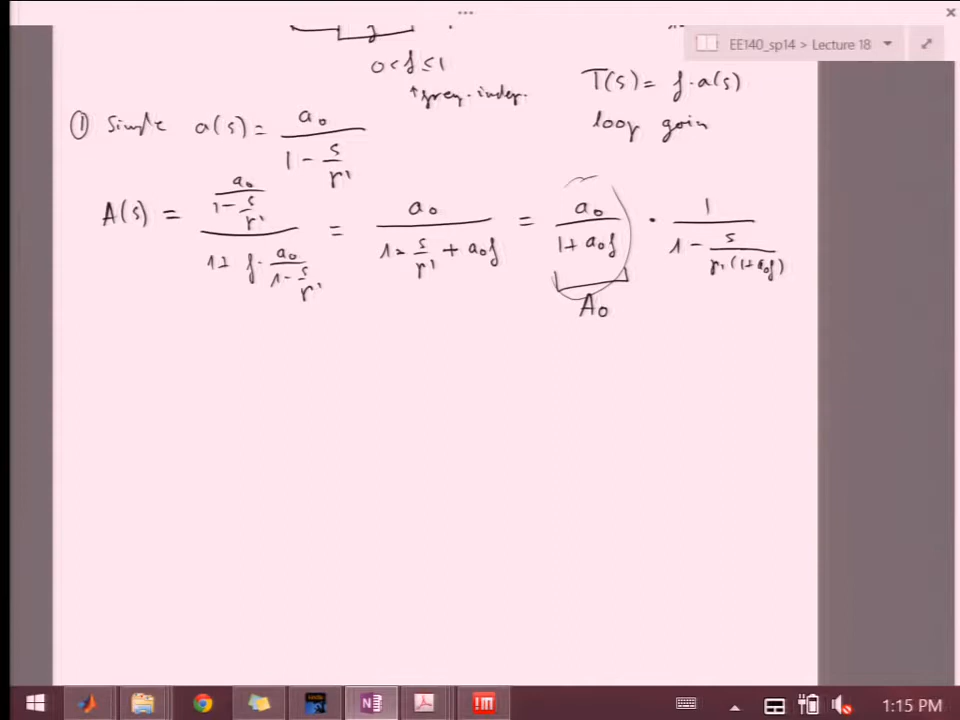 EE140_sp14 > Lecture 18
0 < f ≤ 1
↑ freq. indep.
T(s) = f · a(s)
loop gain
① Simple a(s) = a₀ / (1 - s/p₁)
A(s) = (a₀ / (1 - s/p₁)) / (1 + f · a₀ / (1 - s/p₁)) = a₀ / (1 - s/p₁ + a₀f) = a₀ / (1 + a₀f) · 1 / (1 - s / (p₁(1 + a₀f)))
A₀
1:15 PM